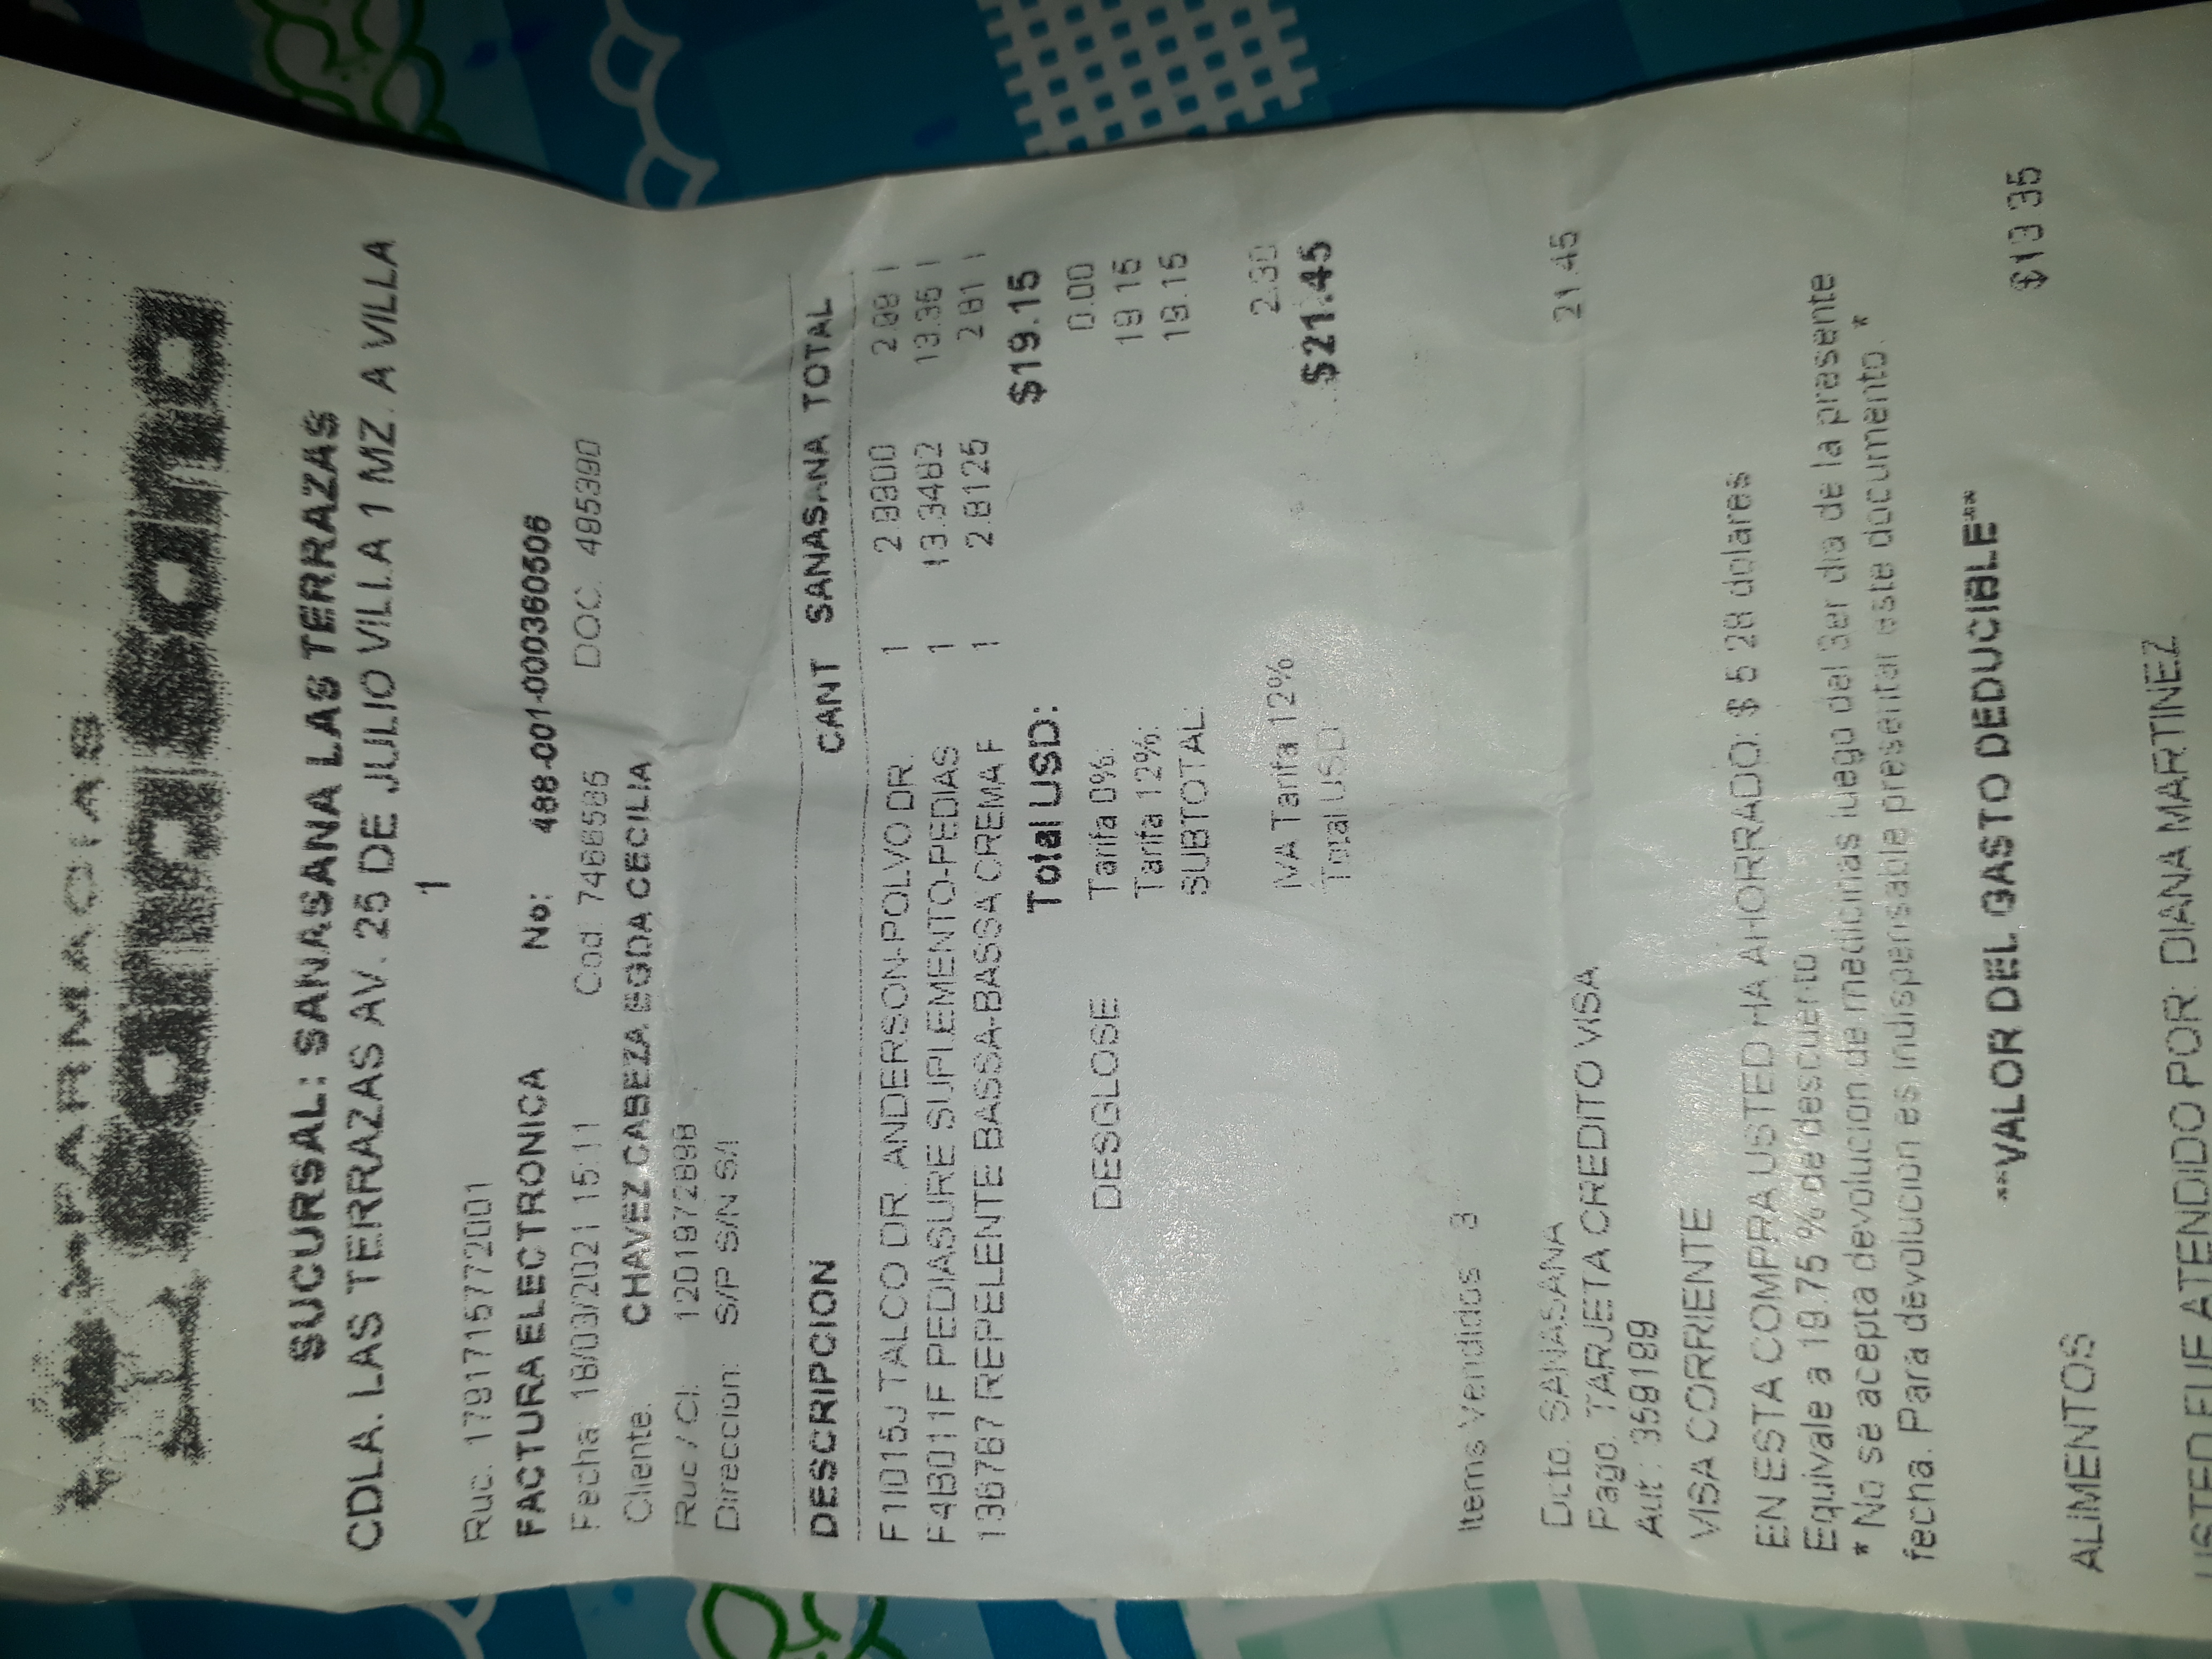 FARMACIAS
SanaSana
SUCURSAL: SANASANA LAS TERRAZAS
CDLA. LAS TERRAZAS AV. 25 DE JULIO VILLA 1 MZ. A VILLA
1
Ruc. 1791715772001
FACTURA ELECTRONICA No: 488-001-000360506
Fecha: 18/03/2021 15:11 Cod: DOC: 495390
Cliente: CHAVEZ CABEZA EGDA CECILIA
Ruc / CI:
Direccion: S/P S/N S/I
DESCRIPCION CANT SANASANA TOTAL
F1I015J TALCO DR. ANDERSON-POLVO DR. 1 2.9900 2.99 I
F4B011F PEDIASURE SUPLEMENTO-PEDIAS 1 13.3482 13.35 I
136767 REPELENTE BASSA-BASSA CREMA F 1 2.8125 2.81 I
Total USD: $19.15
DESGLOSE Tarifa 0%: 0.00
Tarifa 12%: 19.15
SUBTOTAL: 19.15
IVA Tarifa 12% 2.30
Total USD: $21.45
Items Vendidos : 3
Dcto. SANASANA
Pago. TARJETA CREDITO VISA 21.45
Aut.: 359199
VISA CORRIENTE
EN ESTA COMPRA USTED HA AHORRADO: $ 5.28 dolares
Equivale a 19.75 % de descuento
* No se acepta devolucion de medicinas luego del 3er dia de la presente
fecha. Para devolucion es indispensable presentar este documento. *
**VALOR DEL GASTO DEDUCIBLE**
ALIMENTOS $13.35
USTED FUE ATENDIDO POR: DIANA MARTINEZ